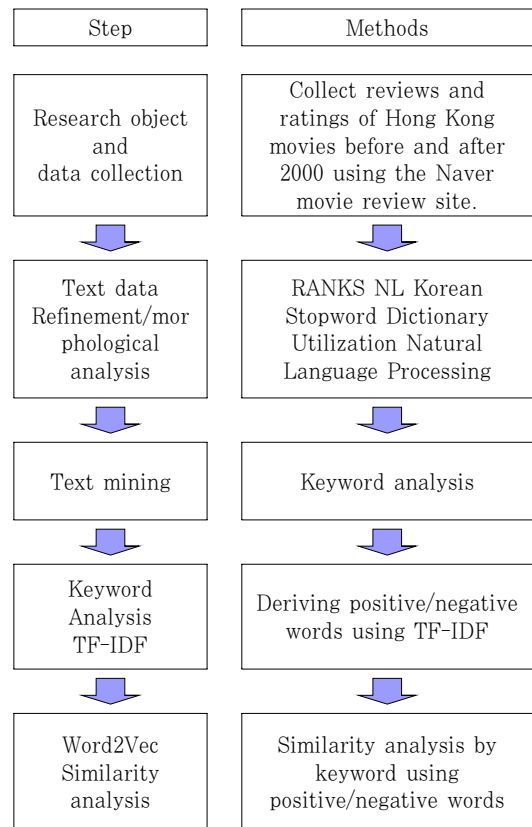 Step
Methods
Research object
and
data collection
Collect reviews and
ratings of Hong Kong
movies before and after
2000 using the Naver
movie review site.
Text data
Refinement/mor
phological
analysis
RANKS NL Korean
Stopword Dictionary
Utilization Natural
Language Processing
Text mining
Keyword analysis
Keyword
Analysis
TF-IDF
Deriving positive/negative
words using TF-IDF
Word2Vec
Similarity
analysis
Similarity analysis by
keyword using
positive/negative words